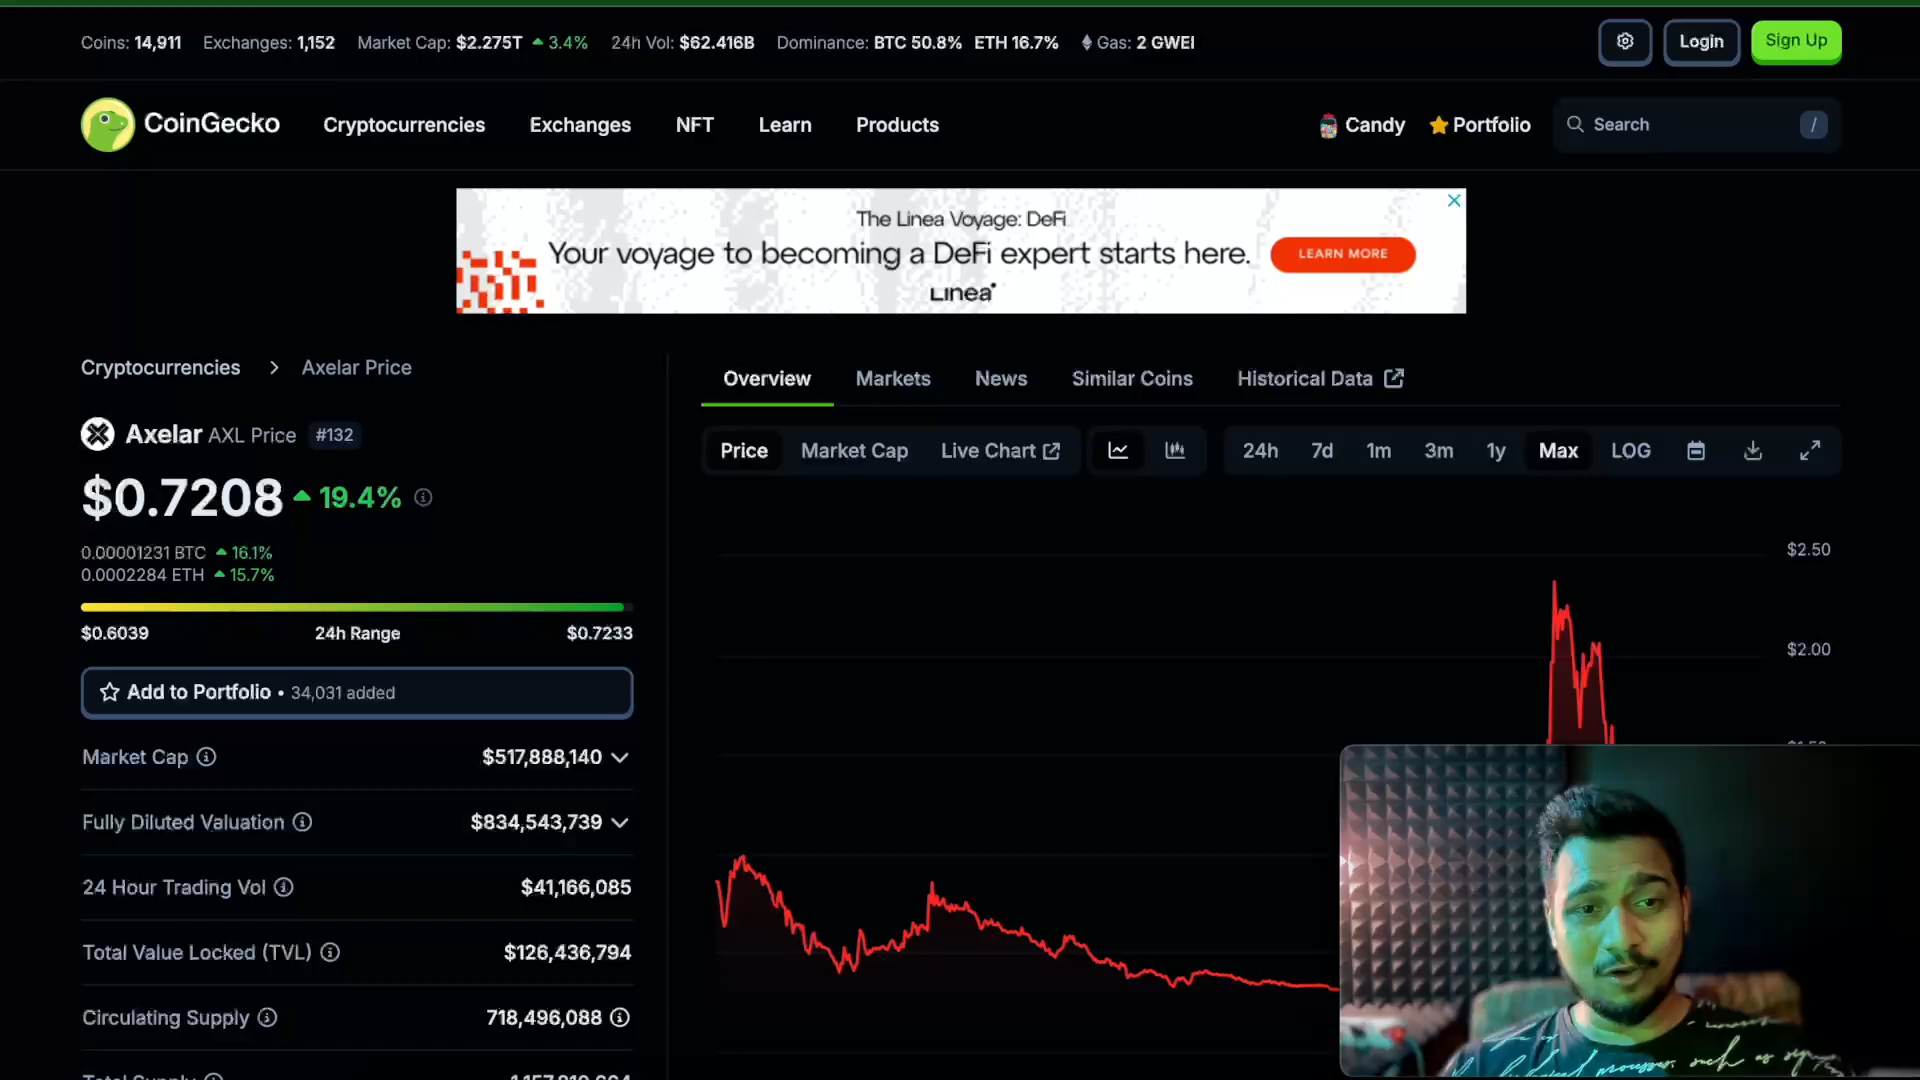 Coins: 14,911 Exchanges: 1,152 Market Cap: $2.275T 3.4% 24h Vol: $62.416B Dominance: BTC 50.8% ETH 16.7% Gas: 2 GWEI
Login
Sign Up
CoinGecko
Cryptocurrencies Exchanges NFT Learn Products
Candy Portfolio Search /
The Linea Voyage: DeFi
Your voyage to becoming a DeFi expert starts here.
LEARN MORE
Linea
Cryptocurrencies > Axelar Price
Axelar AXL Price #132
$0.7208 19.4%
0.00001231 BTC 16.1%
0.0002284 ETH 15.7%
$0.6039 24h Range $0.7233
Add to Portfolio • 34,031 added
Market Cap $517,888,140
Fully Diluted Valuation $834,543,739
24 Hour Trading Vol $41,166,085
Total Value Locked (TVL) $126,436,794
Circulating Supply 718,496,088
Overview Markets News Similar Coins Historical Data
Price Market Cap Live Chart 24h 7d 1m 3m 1y Max LOG
$2.50
$2.00
such as